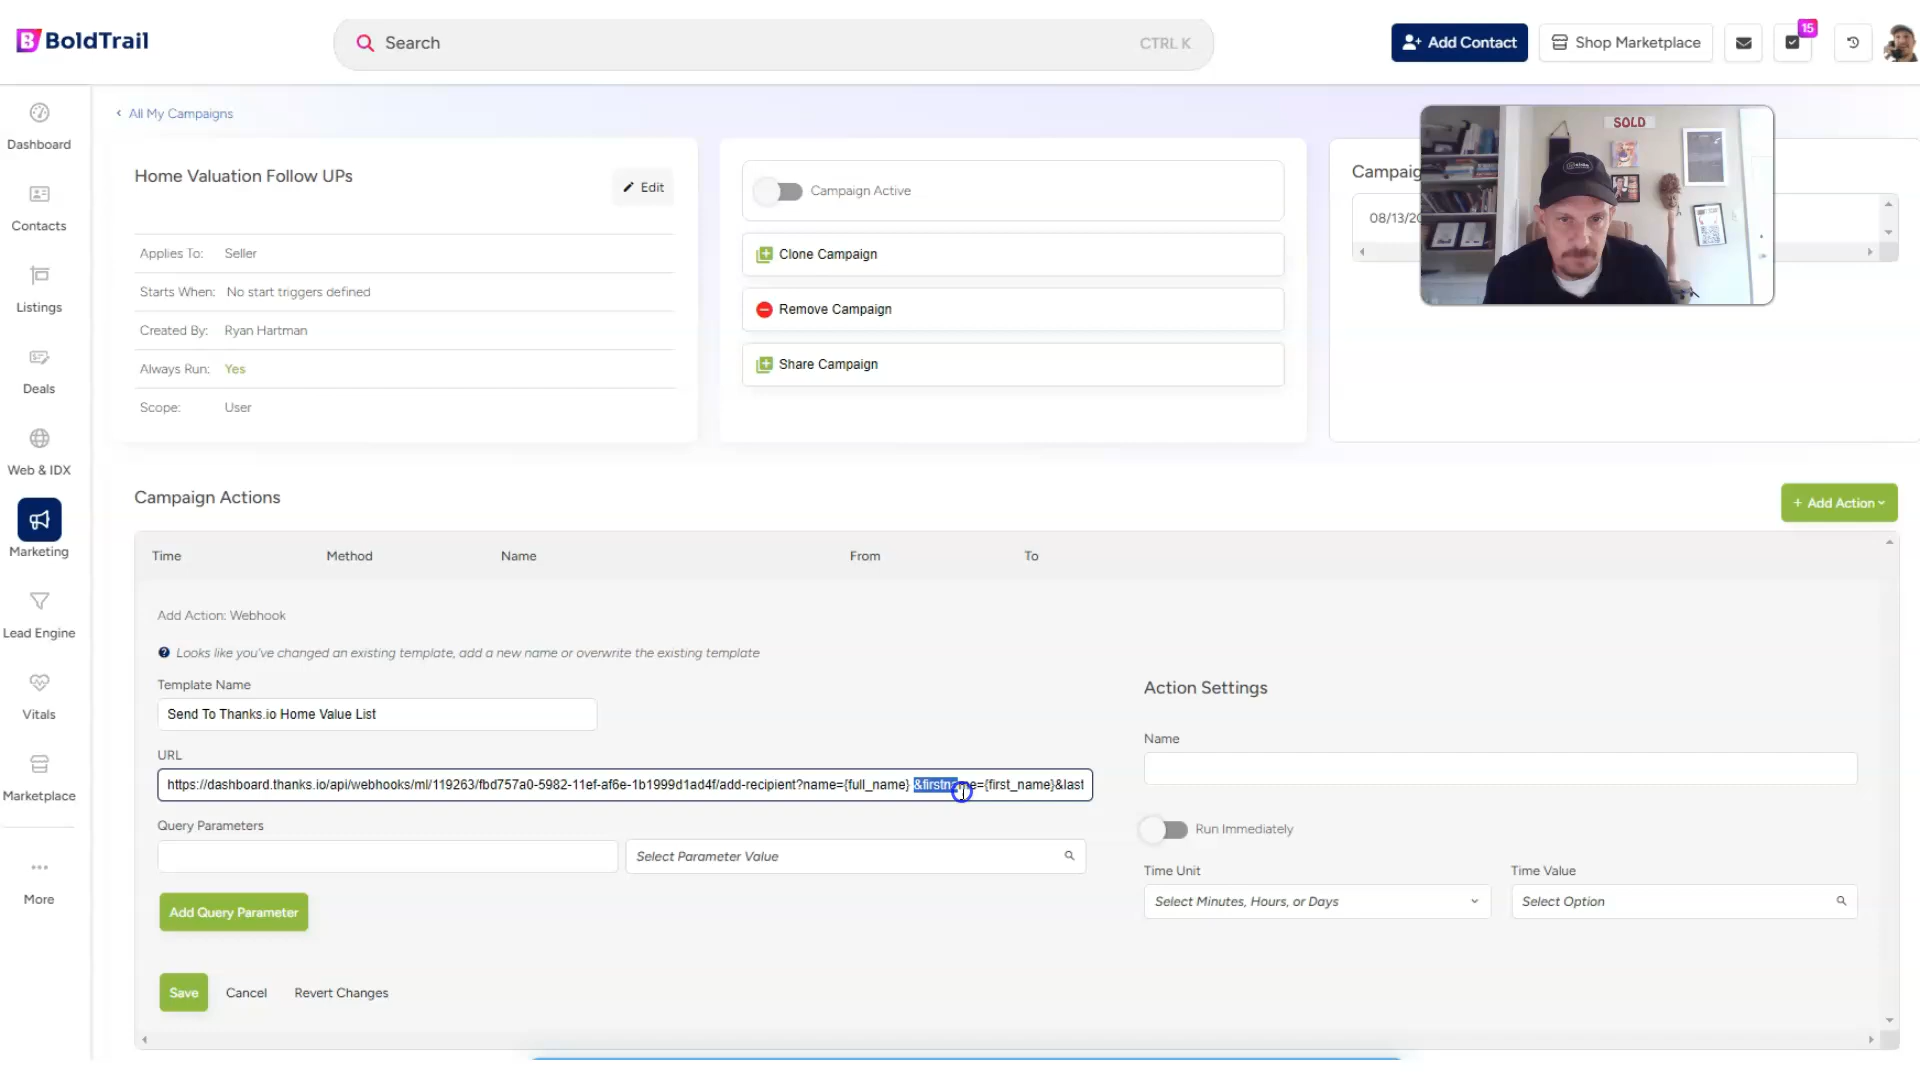 BoldTrail
Search
CTRL K
Add Contact
Shop Marketplace
15
Dashboard
Contacts
Listings
Deals
Web & IDX
Marketing
Lead Engine
Vitals
Marketplace
More
All My Campaigns
Home Valuation Follow UPs
Edit
Applies To: Seller
Starts When: No start triggers defined
Created By: Ryan Hartman
Always Run: Yes
Scope: User
Campaign Active
Clone Campaign
Remove Campaign
Share Campaign
Campaig
08/13/20
SOLD
Campaign Actions
+ Add Action
Time Method Name From To
Add Action: Webhook
Looks like you've changed an existing template, add a new name or overwrite the existing template
Template Name
Send To Thanks.io Home Value List
URL
https://dashboard.thanks.io/api/webhooks/ml/119263/fbd757a0-5982-11ef-af6e-1b1999d1ad4f/add-recipient?name={full_name} &firstname={first_name}&last
Query Parameters
Select Parameter Value
Add Query Parameter
Save Cancel Revert Changes
Action Settings
Name
Run Immediately
Time Unit Time Value
Select Minutes, Hours, or Days Select Option